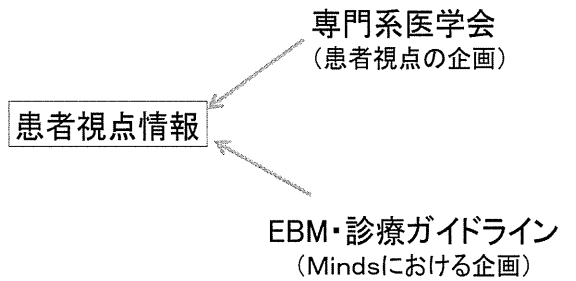 専門系医学会
（患者視点の企画）
患者視点情報
EBM・診療ガイドライン
（Mindsにおける企画）